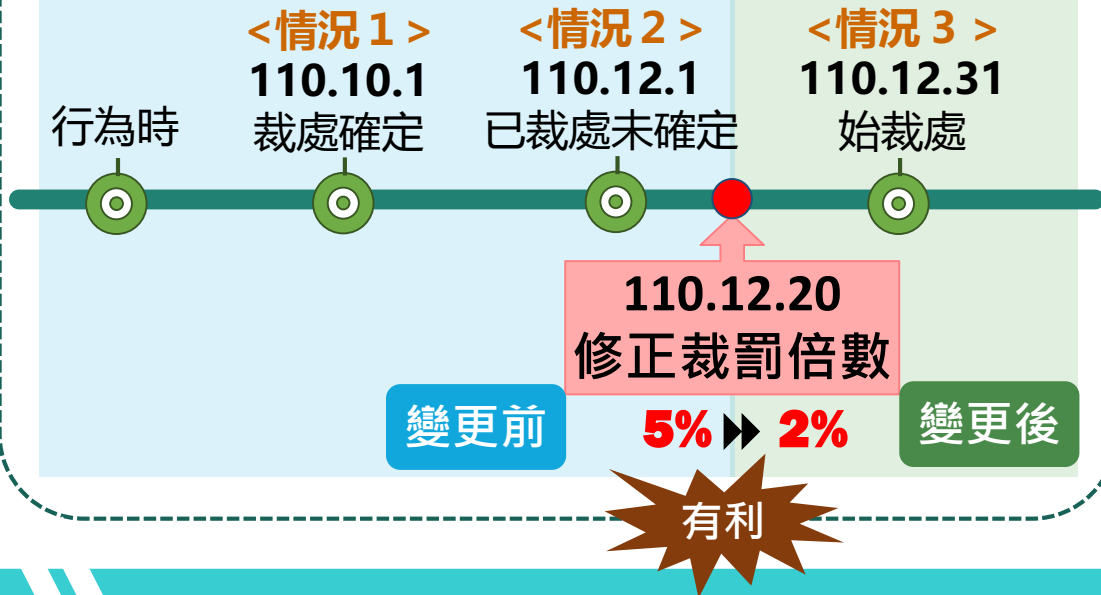 <情況 1 >
110.10.1
裁處確定
<情況 2 >
110.12.1
已裁處未確定
<情況 3 >
110.12.31
始裁處
行為時
110.12.20
修正裁罰倍數
變更前
5% 2%
變更後
有利